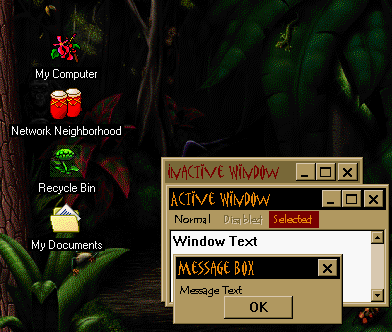 My Computer
Network Neighborhood
Recycle Bin
My Documents
INACTIVE WINDOW
ACTIVE WINDOW
Normal Disabled Selected
Window Text
MESSAGE BOX
Message Text
OK